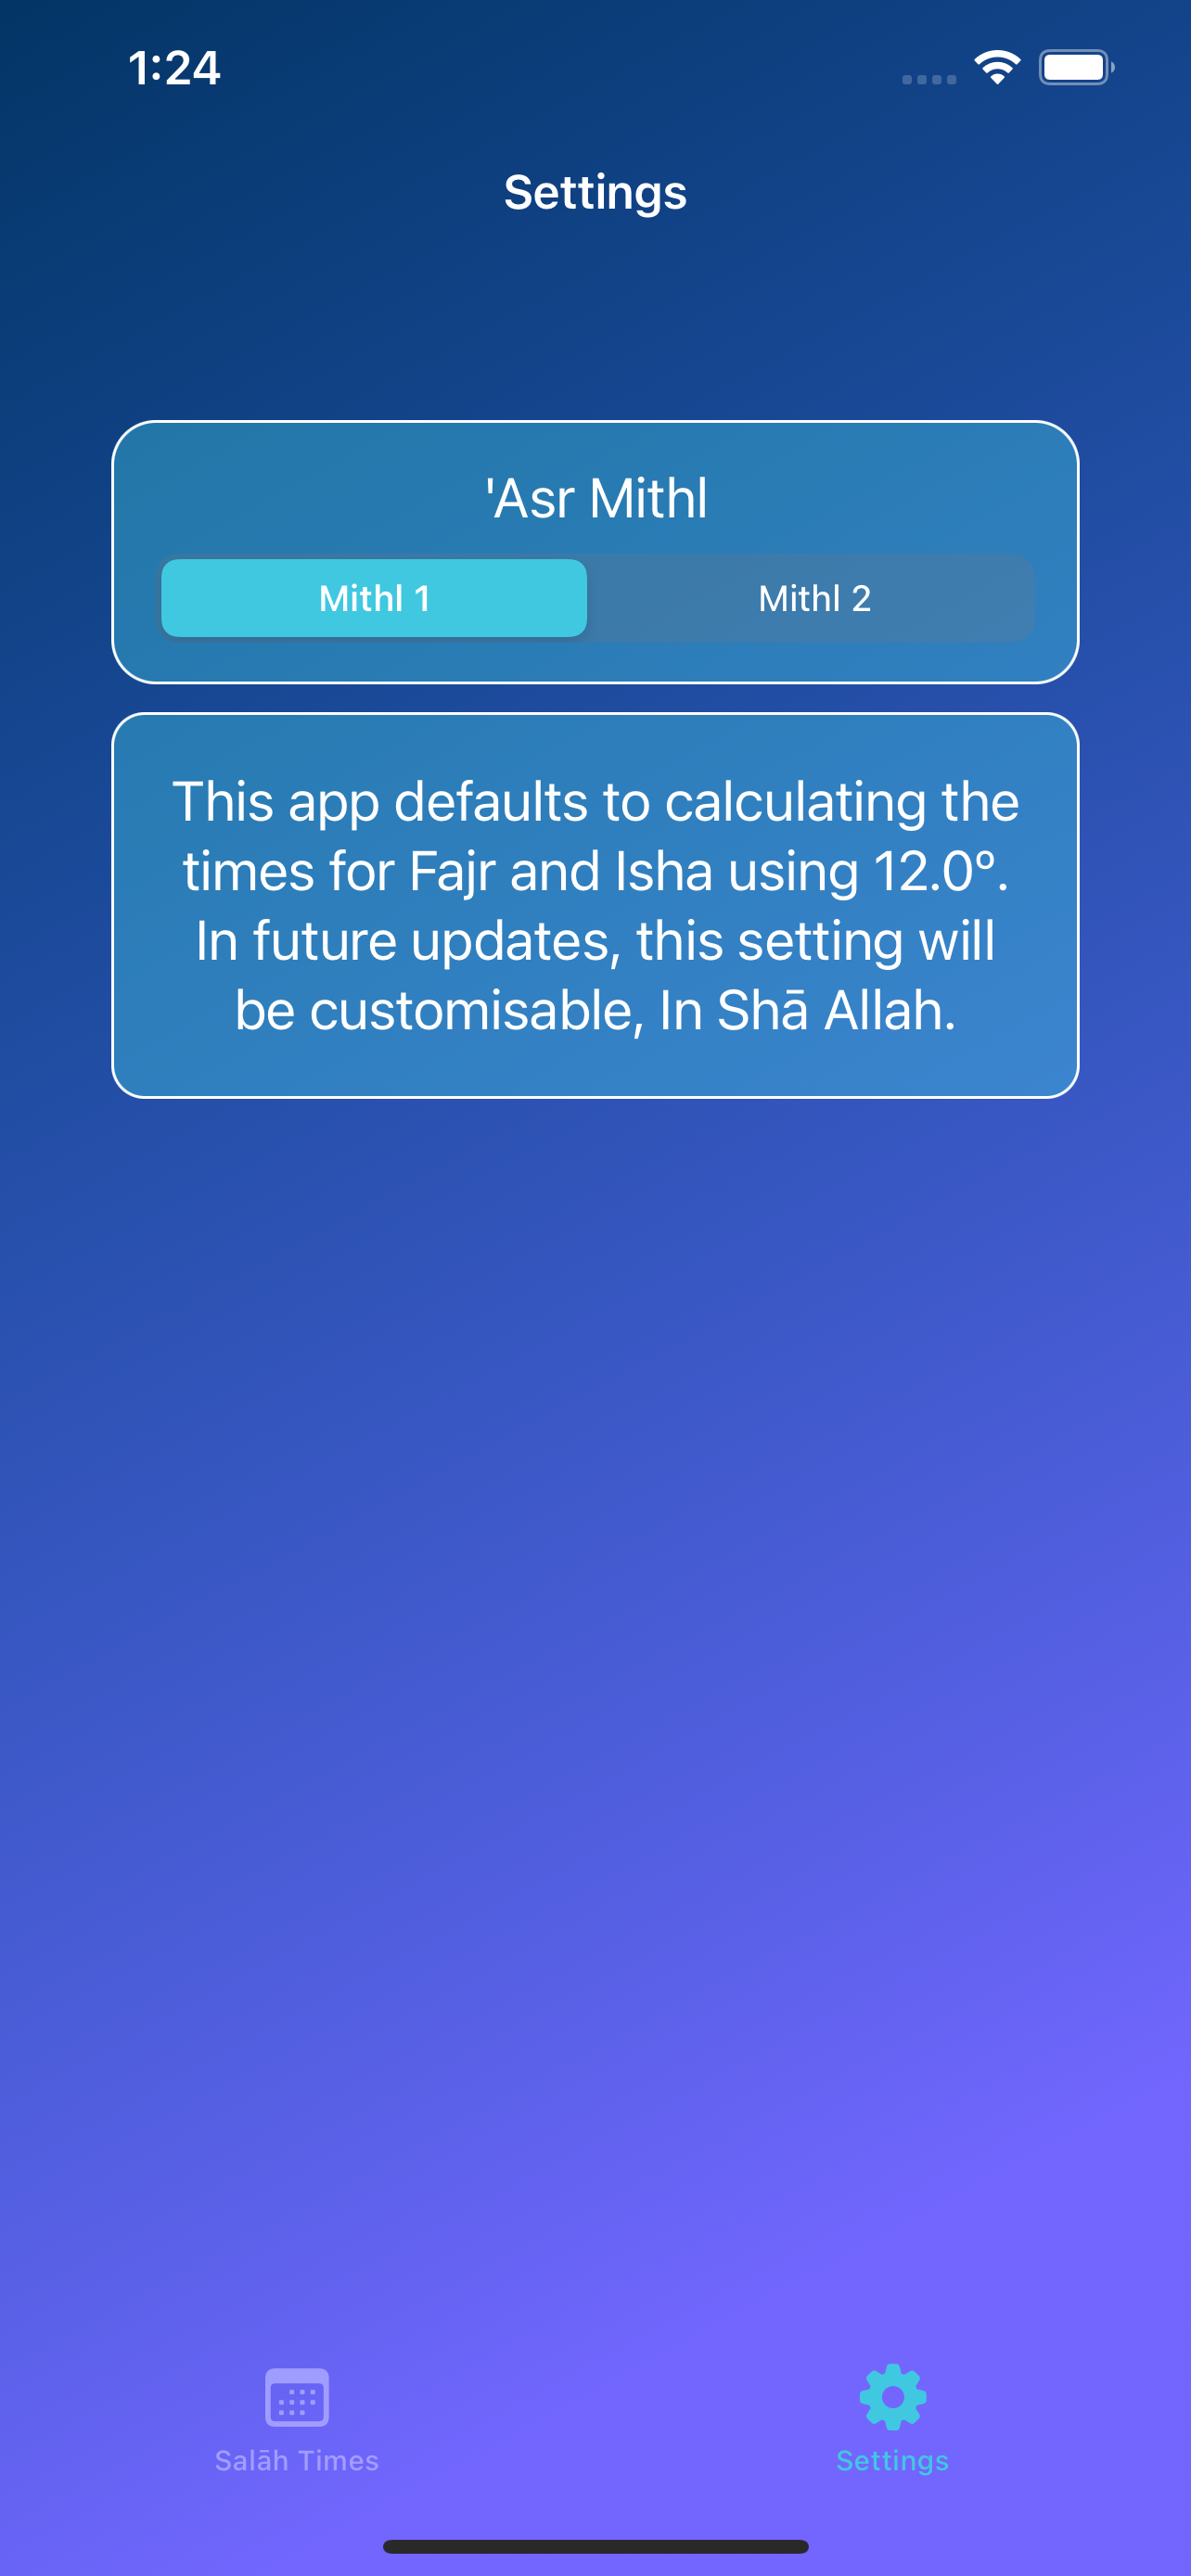 1:24
Settings
'Asr Mithl
Mithl 1
Mithl 2
This app defaults to calculating the
times for Fajr and Isha using 12.0°.
In future updates, this setting will
be customisable, In Shā Allah.
Salāh Times
Settings